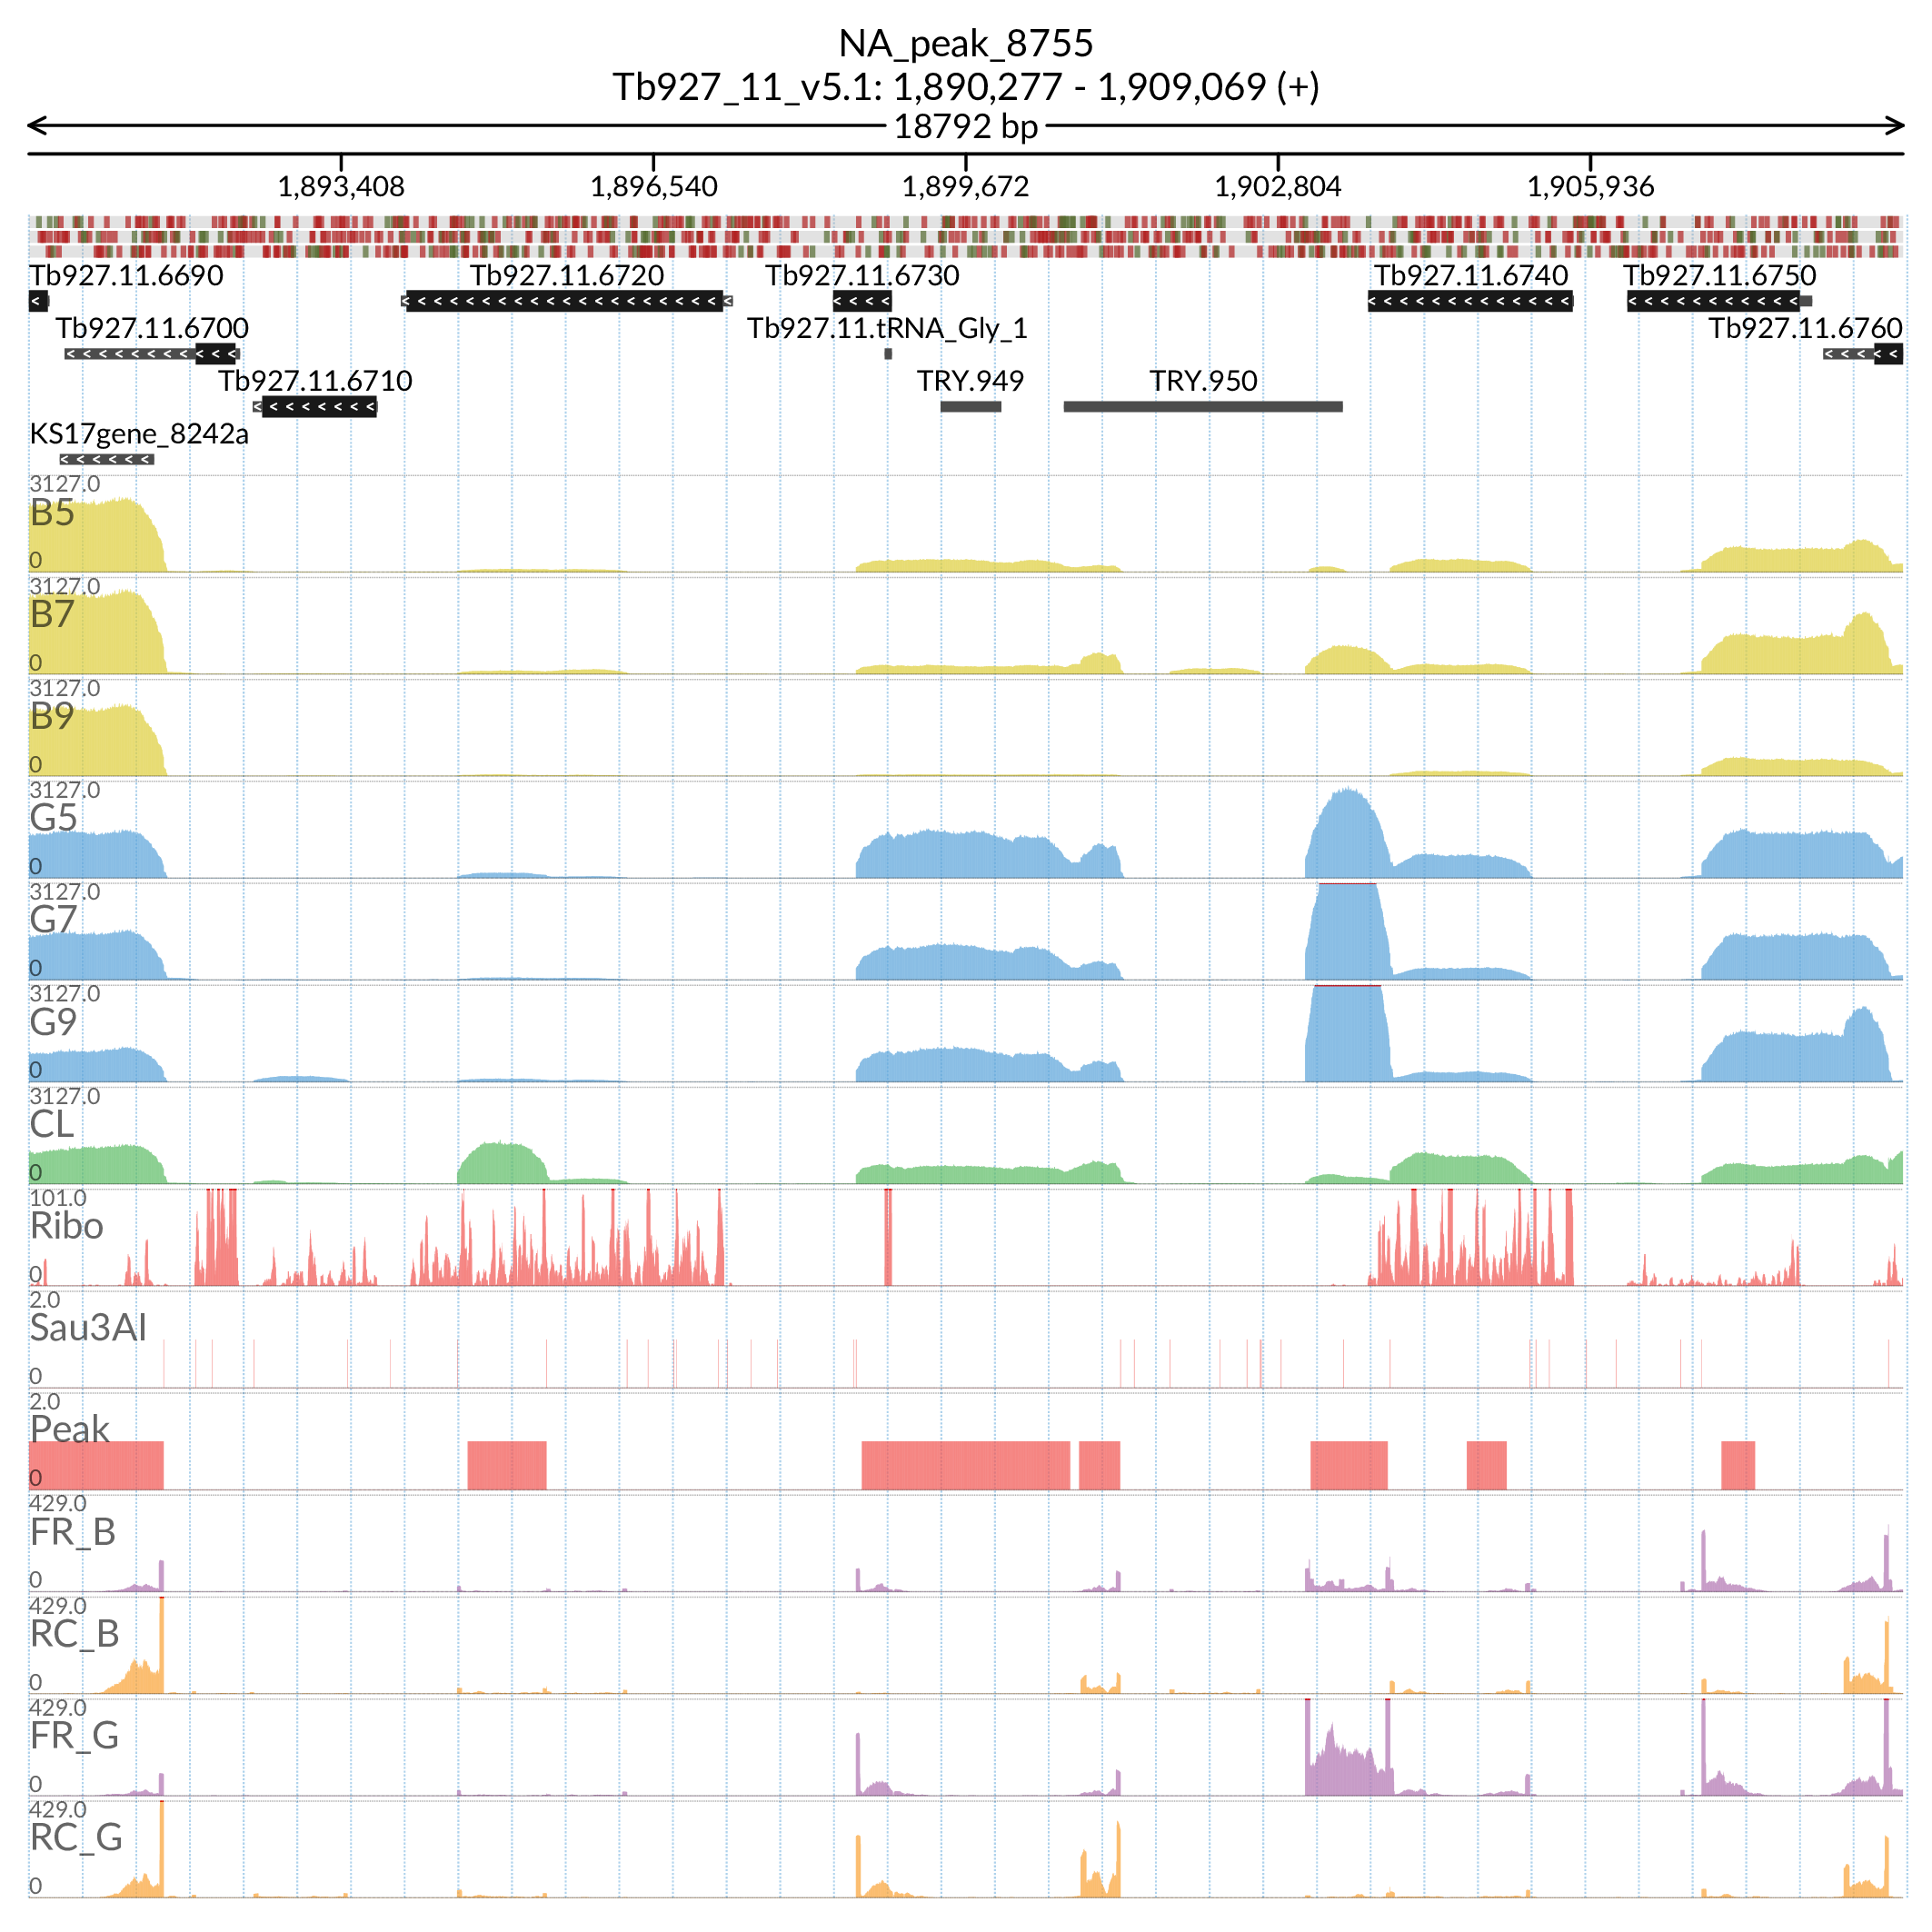 NA_peak_8755
Tb927_11_v5.1: 1,890,277 - 1,909,069 (+)
18792 bp
1,893,408 1,896,540 1,899,672 1,902,804 1,905,936
Tb927.11.6690 Tb927.11.6720 Tb927.11.6730 Tb927.11.6740 Tb927.11.6750
Tb927.11.6700 Tb927.11.tRNA_Gly_1 Tb927.11.6760
Tb927.11.6710 TRY.949 TRY.950
KS17gene_8242a
3127.0
B5
0
3127.0
B7
0
3127.0
B9
0
3127.0
G5
0
3127.0
G7
0
3127.0
G9
0
3127.0
CL
0
101.0
Ribo
0
2.0
Sau3AI
0
2.0
Peak
0
429.0
FR_B
0
429.0
RC_B
0
429.0
FR_G
0
429.0
RC_G
0